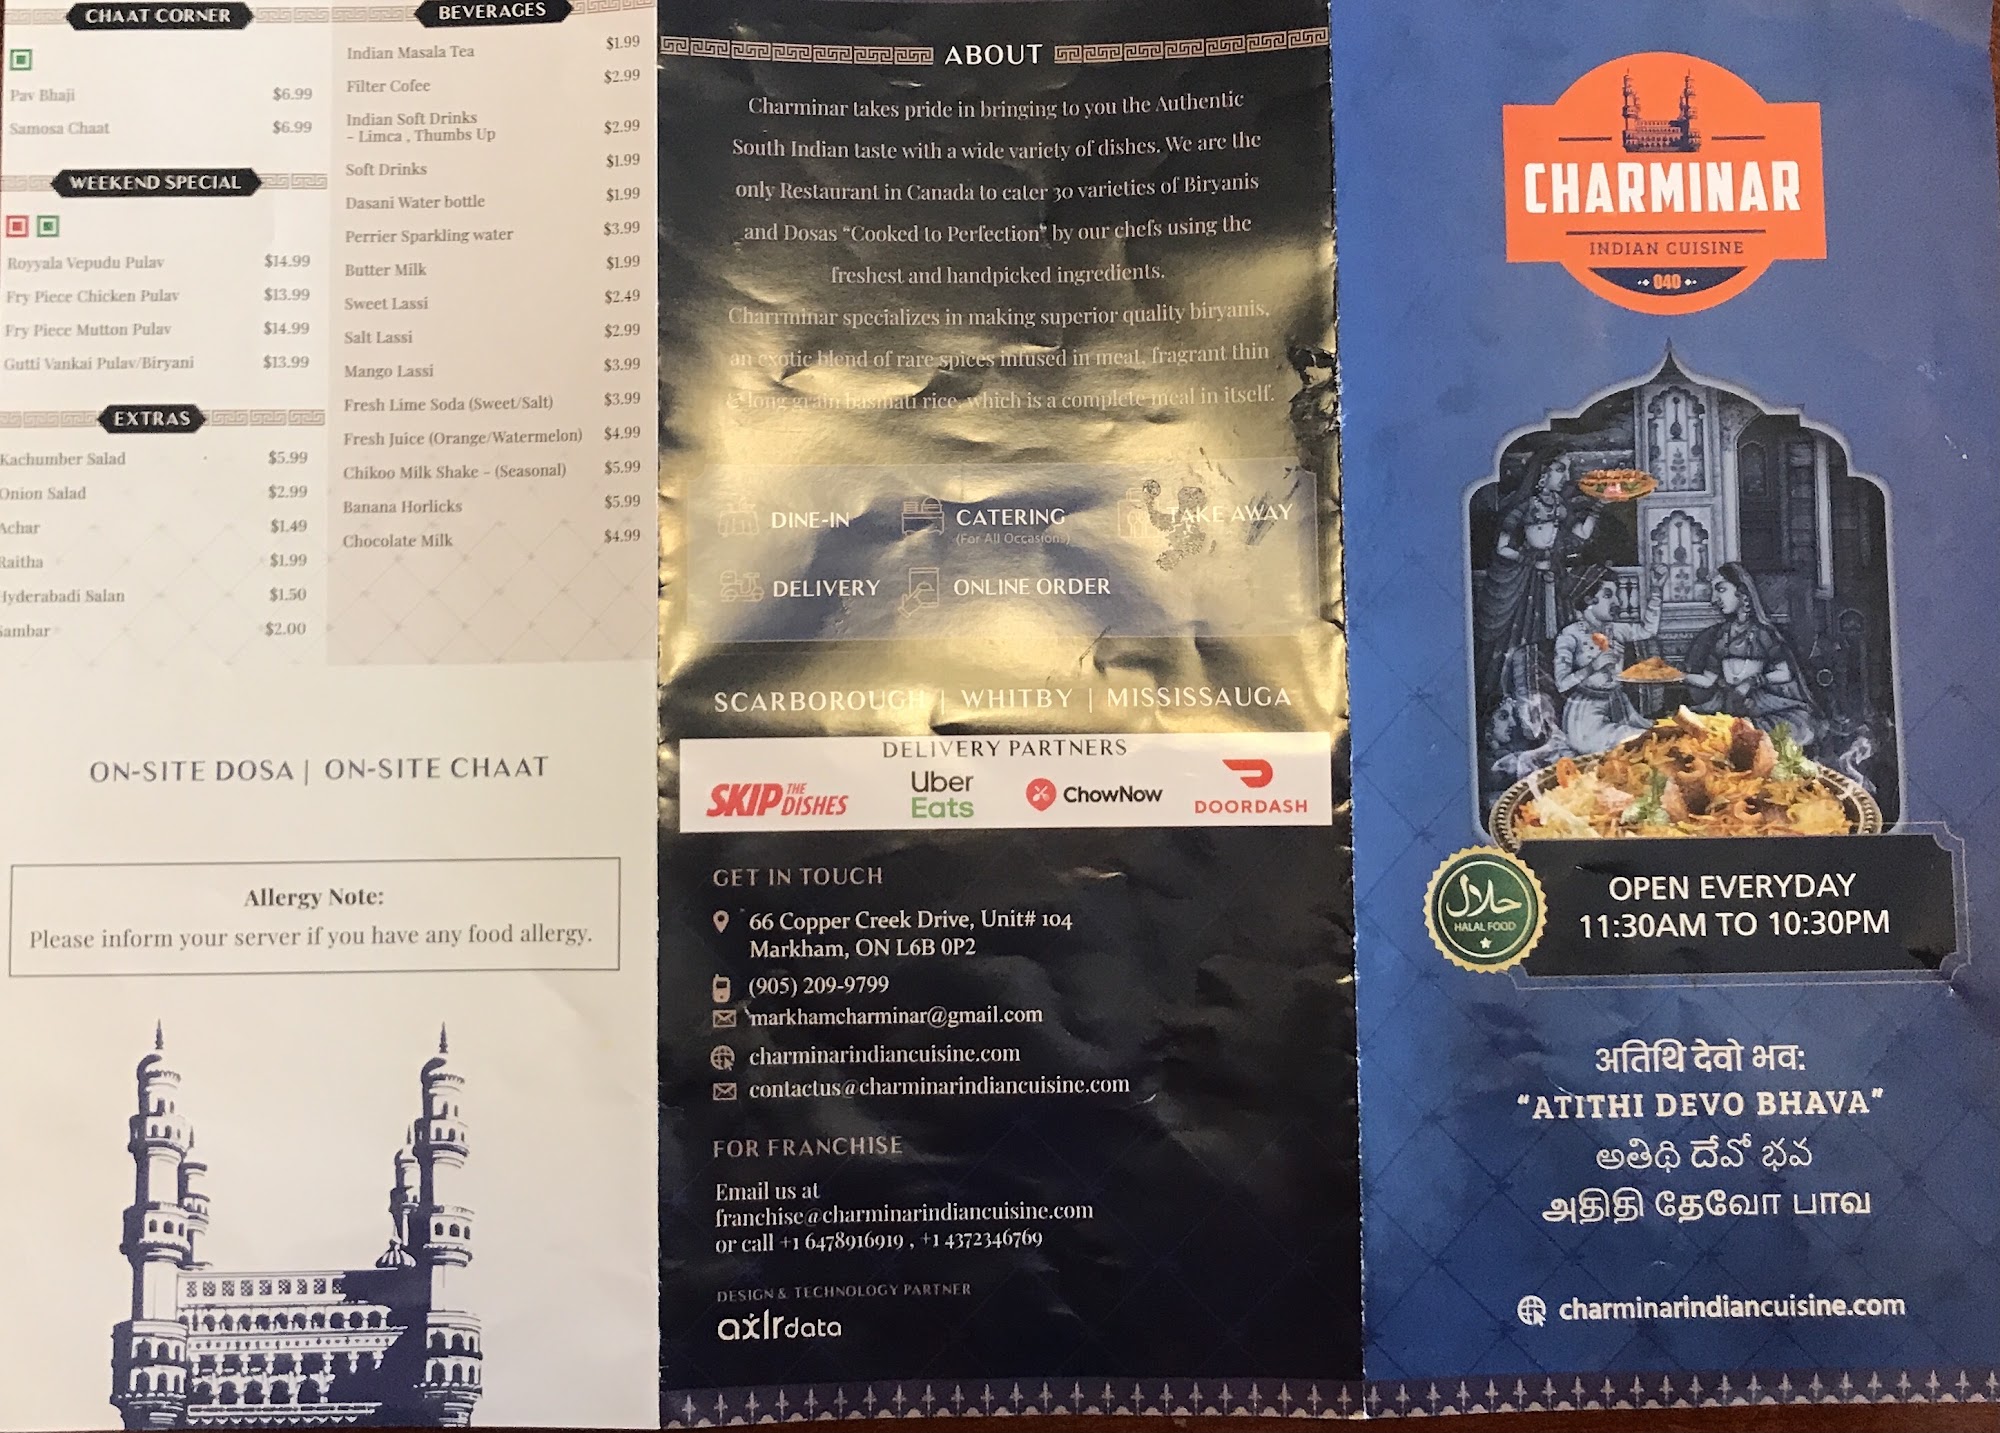 CHAAT CORNER
Pav Bhaji $6.99
Samosa Chaat $6.99
WEEKEND SPECIAL
Royyala Vepudu Pulav $14.99
Fry Piece Chicken Pulav $13.99
Fry Piece Mutton Pulav $14.99
Gutti Vankai Pulav/Biryani $13.99
EXTRAS
Kachumber Salad $5.99
Onion Salad $2.99
Achar $1.49
Raitha $1.99
Hyderabadi Salan $1.50
Sambar $2.00
BEVERAGES
Indian Masala Tea $1.99
Filter Cofee $2.99
Indian Soft Drinks
- Limca , Thumbs Up $2.99
Soft Drinks $1.99
Dasani Water bottle $1.99
Perrier Sparkling water $3.99
Butter Milk $1.99
Sweet Lassi $2.49
Salt Lassi $2.99
Mango Lassi $3.99
Fresh Lime Soda (Sweet/Salt) $3.99
Fresh Juice (Orange/Watermelon) $4.99
Chikoo Milk Shake - (Seasonal) $5.99
Banana Horlicks $5.99
Chocolate Milk $4.99
ON-SITE DOSA | ON-SITE CHAAT
Allergy Note:
Please inform your server if you have any food allergy.
ABOUT
Charminar takes pride in bringing to you the Authentic
South Indian taste with a wide variety of dishes. We are the
only Restaurant in Canada to cater 30 varieties of Biryanis
and Dosas “Cooked to Perfection” by our chefs using the
freshest and handpicked ingredients.
Charrminar specializes in making superior quality biryanis,
an exotic blend of rare spices infused in meat, fragrant thin
& long grain basmati rice, which is a complete meal in itself.
DINE-IN
CATERING
(For All Occasions)
TAKE AWAY
DELIVERY
ONLINE ORDER
SCARBOROUGH | WHITBY | MISSISSAUGA
DELIVERY PARTNERS
SKIP THE DISHES
Uber Eats
ChowNow
DOORDASH
GET IN TOUCH
66 Copper Creek Drive, Unit# 104
Markham, ON L6B 0P2
(905) 209-9799
markhamcharminar@gmail.com
charminarindiancuisine.com
contactus@charminarindiancuisine.com
FOR FRANCHISE
Email us at
franchise@charminarindiancuisine.com
or call +1 6478916919 , +1 4372346769
DESIGN & TECHNOLOGY PARTNER
axlrdata
CHARMINAR
INDIAN CUISINE
040
حلال
HALAL FOOD
OPEN EVERYDAY
11:30AM TO 10:30PM
अतिथि देवो भव:
“ATITHI DEVO BHAVA”
అతిథి దేవో భవ
அதிதி தேவோ பாவ
charminarindiancuisine.com